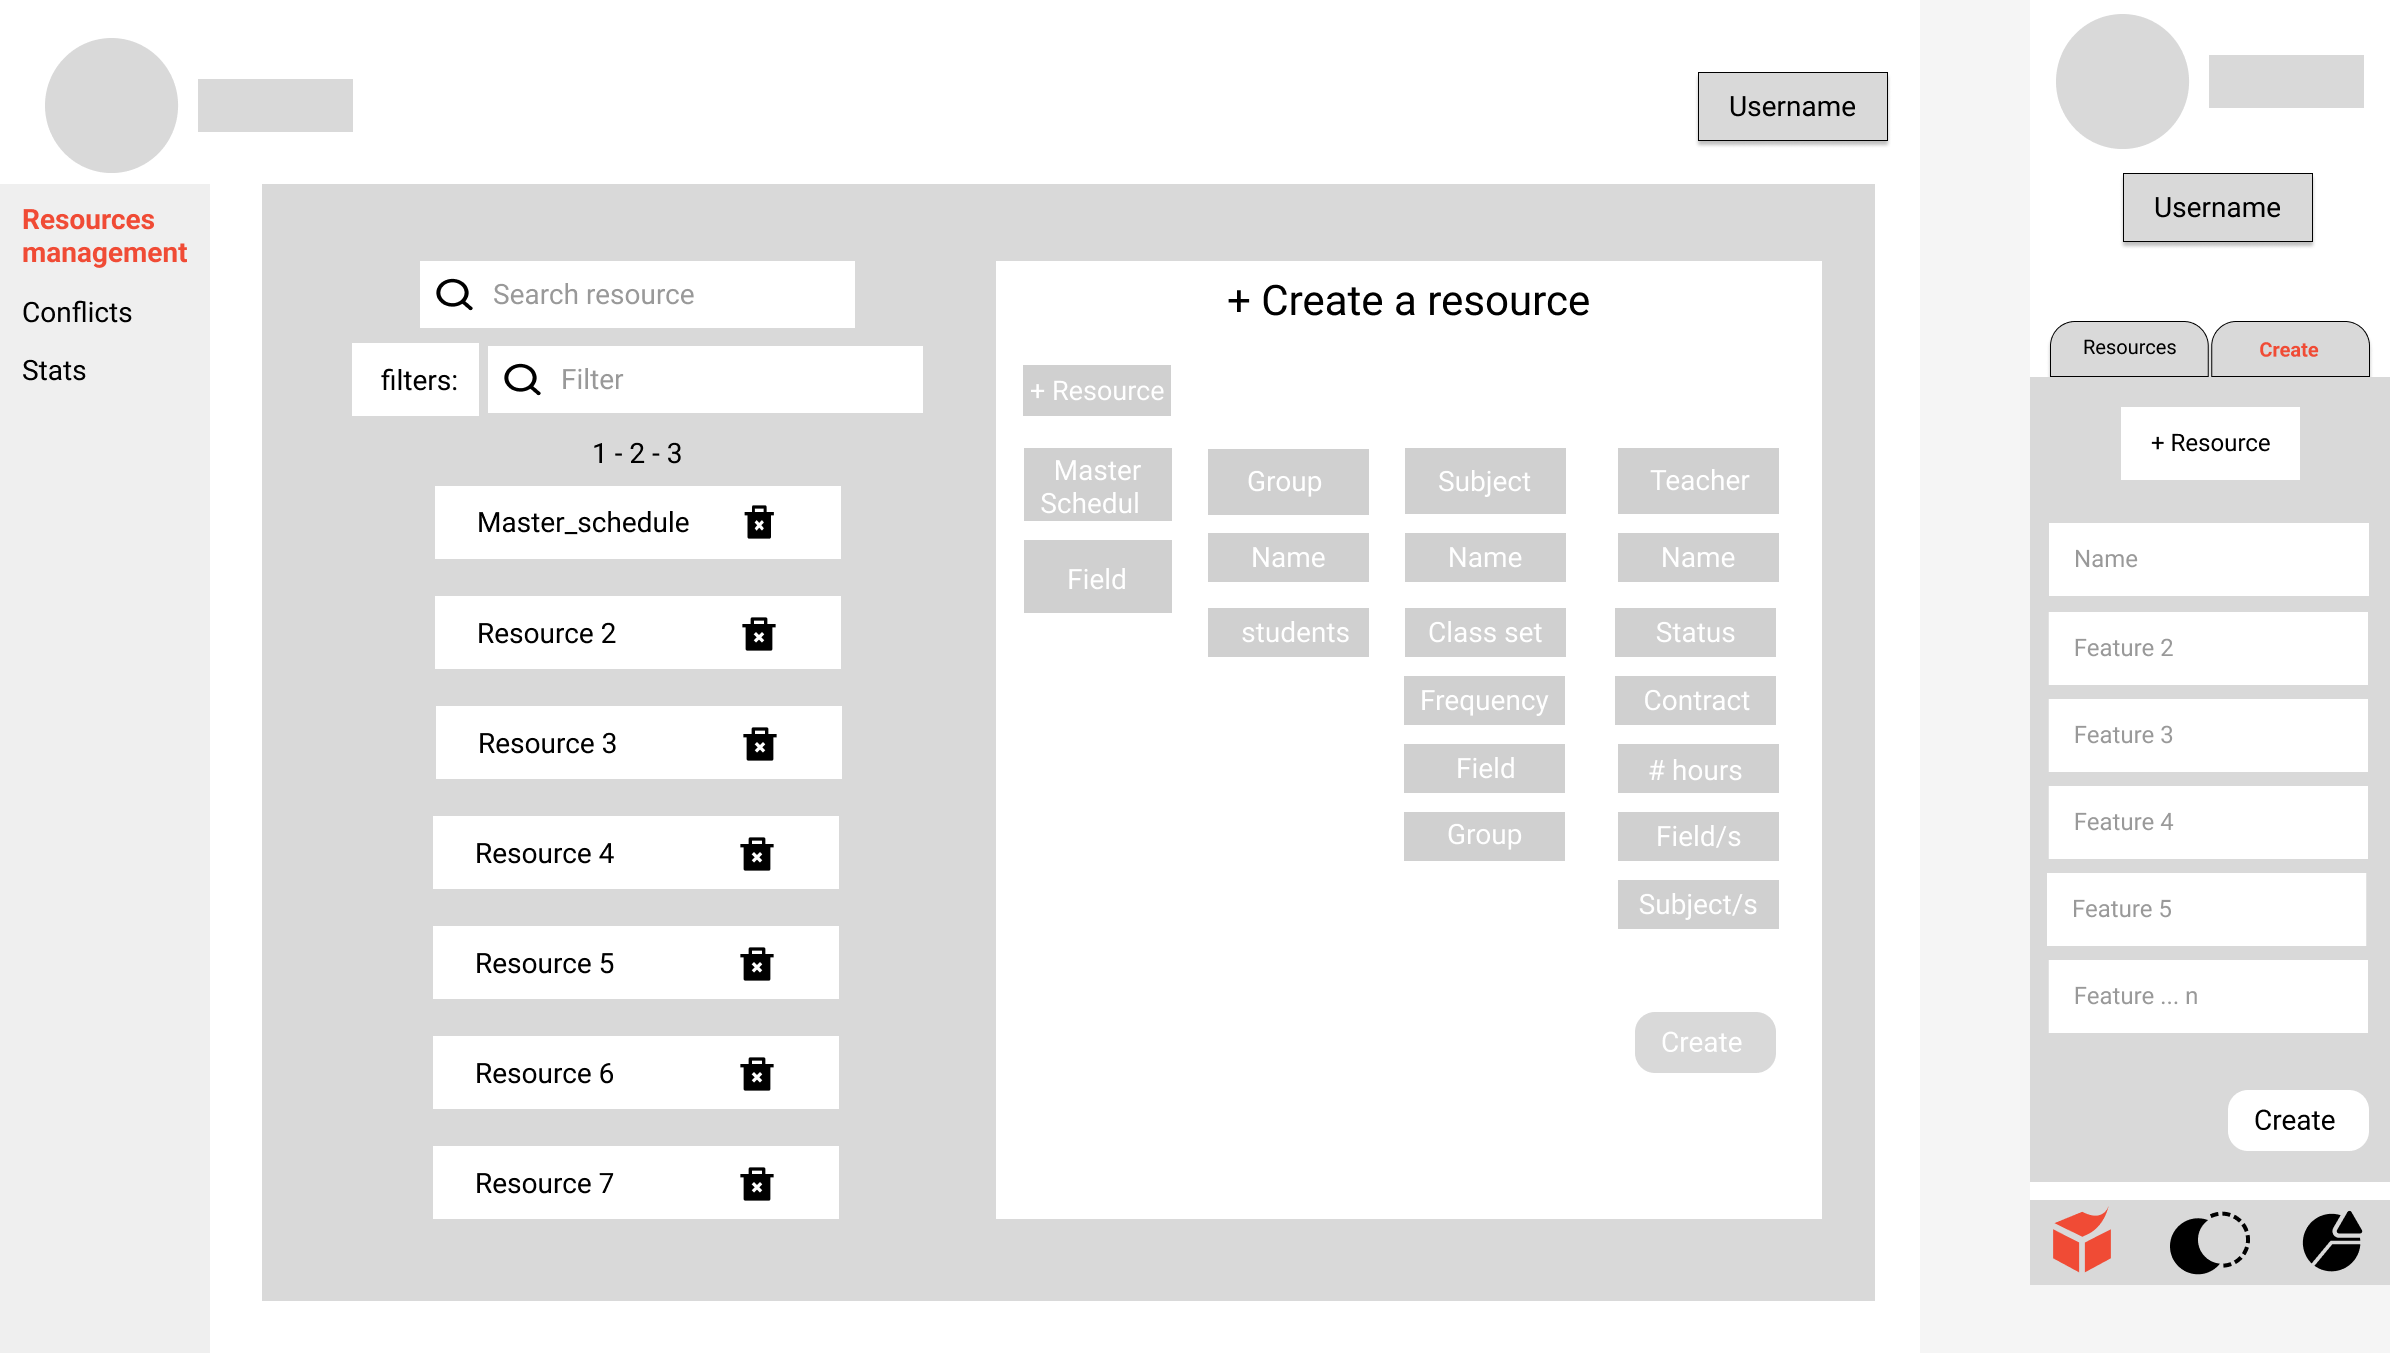 Username
Resources
management
Conflicts
Stats
Search resource
filters:
Filter
1 - 2 - 3
Master_schedule
Resource 2
Resource 3
Resource 4
Resource 5
Resource 6
Resource 7
+ Create a resource
+ Resource
Master
Schedul
Field
Group
Name
students
Subject
Name
Class set
Frequency
Field
Group
Teacher
Name
Status
Contract
# hours
Field/s
Subject/s
Create
Username
Resources
Create
+ Resource
Name
Feature 2
Feature 3
Feature 4
Feature 5
Feature ... n
Create